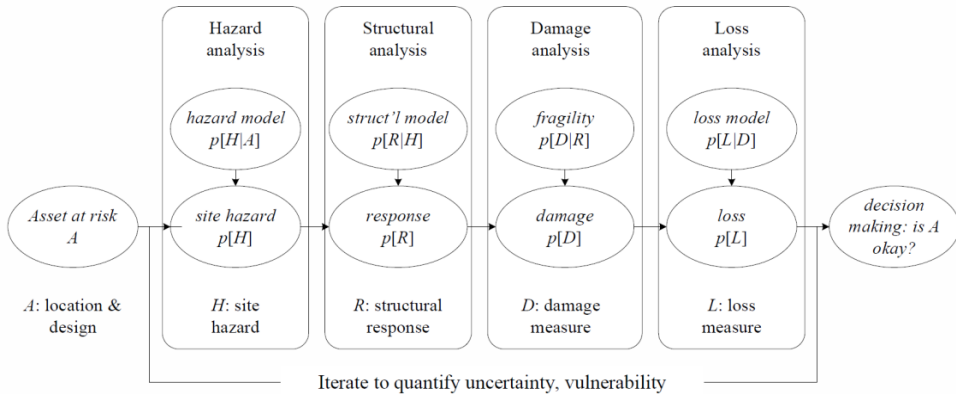 Hazard
analysis
Structural
analysis
Damage
analysis
Loss
analysis
hazard model
p[H|A]
struct'l model
p[R|H]
fragility
p[D|R]
loss model
p[L|D]
Asset at risk
A
site hazard
p[H]
response
p[R]
damage
p[D]
loss
p[L]
decision
making: is A
okay?
A: location &
design
H: site
hazard
R: structural
response
D: damage
measure
L: loss
measure
Iterate to quantify uncertainty, vulnerability